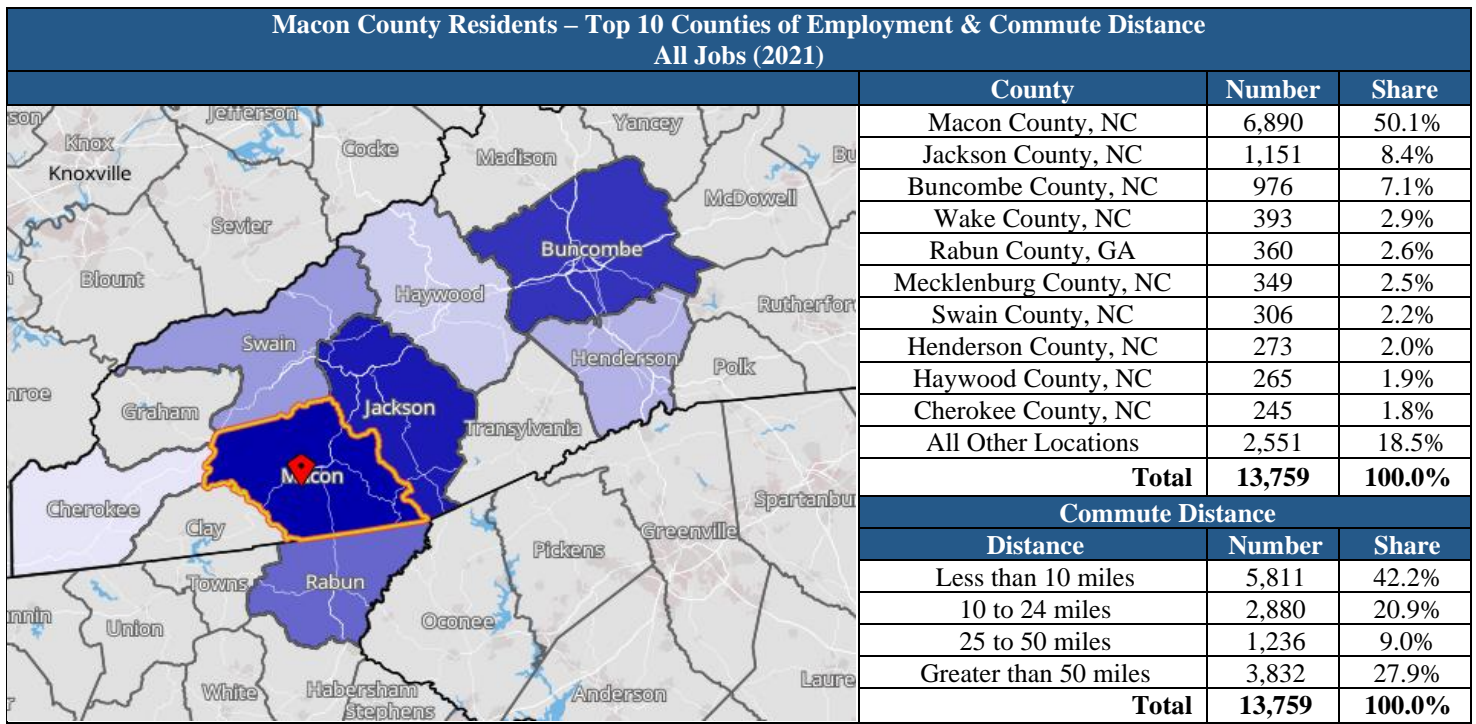 Macon County Residents – Top 10 Counties of Employment & Commute Distance
All Jobs (2021)
County Number Share
Macon County, NC 6,890 50.1%
Jackson County, NC 1,151 8.4%
Buncombe County, NC 976 7.1%
Wake County, NC 393 2.9%
Rabun County, GA 360 2.6%
Mecklenburg County, NC 349 2.5%
Swain County, NC 306 2.2%
Henderson County, NC 273 2.0%
Haywood County, NC 265 1.9%
Cherokee County, NC 245 1.8%
All Other Locations 2,551 18.5%
Total 13,759 100.0%
Commute Distance
Distance Number Share
Less than 10 miles 5,811 42.2%
10 to 24 miles 2,880 20.9%
25 to 50 miles 1,236 9.0%
Greater than 50 miles 3,832 27.9%
Total 13,759 100.0%
son
Jefferson
Yancey
Knox
Cocke
Madison
Bu
Knoxville
McDowell
Sevier
Buncombe
Blount
Haywood
Rutherfor
Swain
Henderson
Polk
nroe
Graham
Jackson
Transylvania
Macon
Cherokee
Spartanbur
Clay
Greenville
Pickens
Towns
Rabun
nnin
Union
Oconee
White
Habersham
Stephens
Anderson
Laure